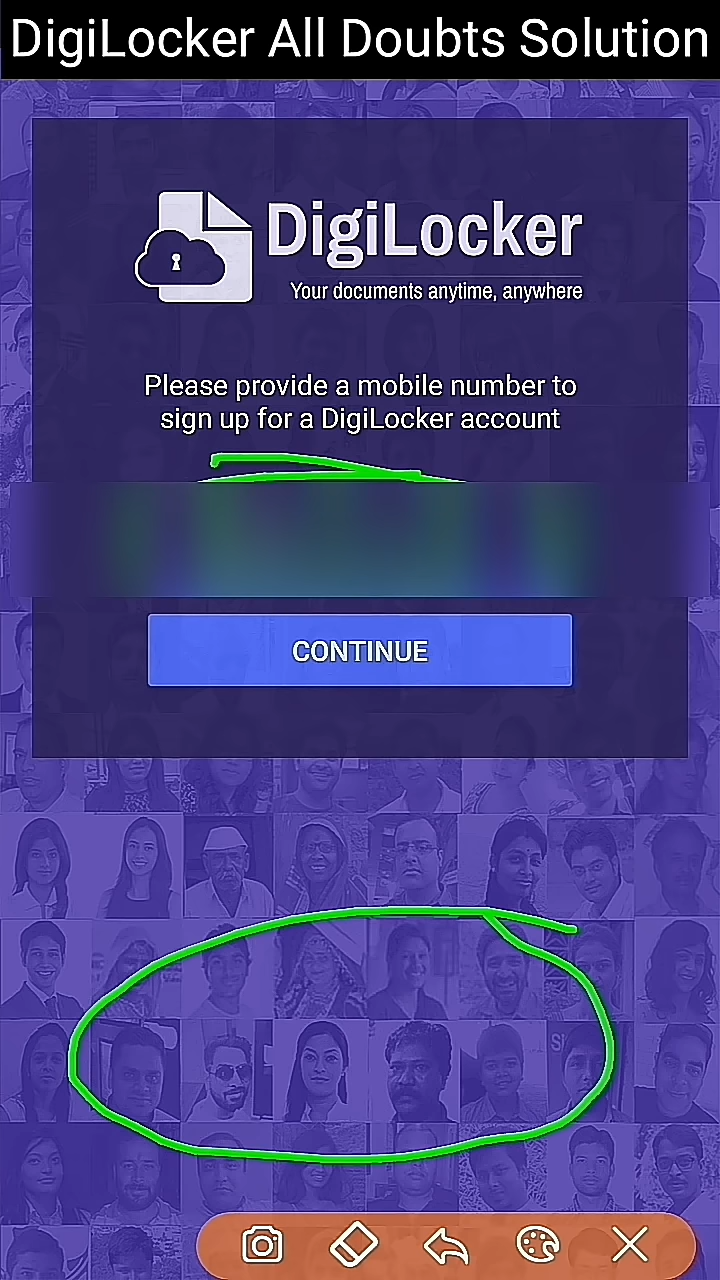 DigiLocker All Doubts Solution
DigiLocker
Your documents anytime, anywhere
Please provide a mobile number to
sign up for a DigiLocker account
CONTINUE